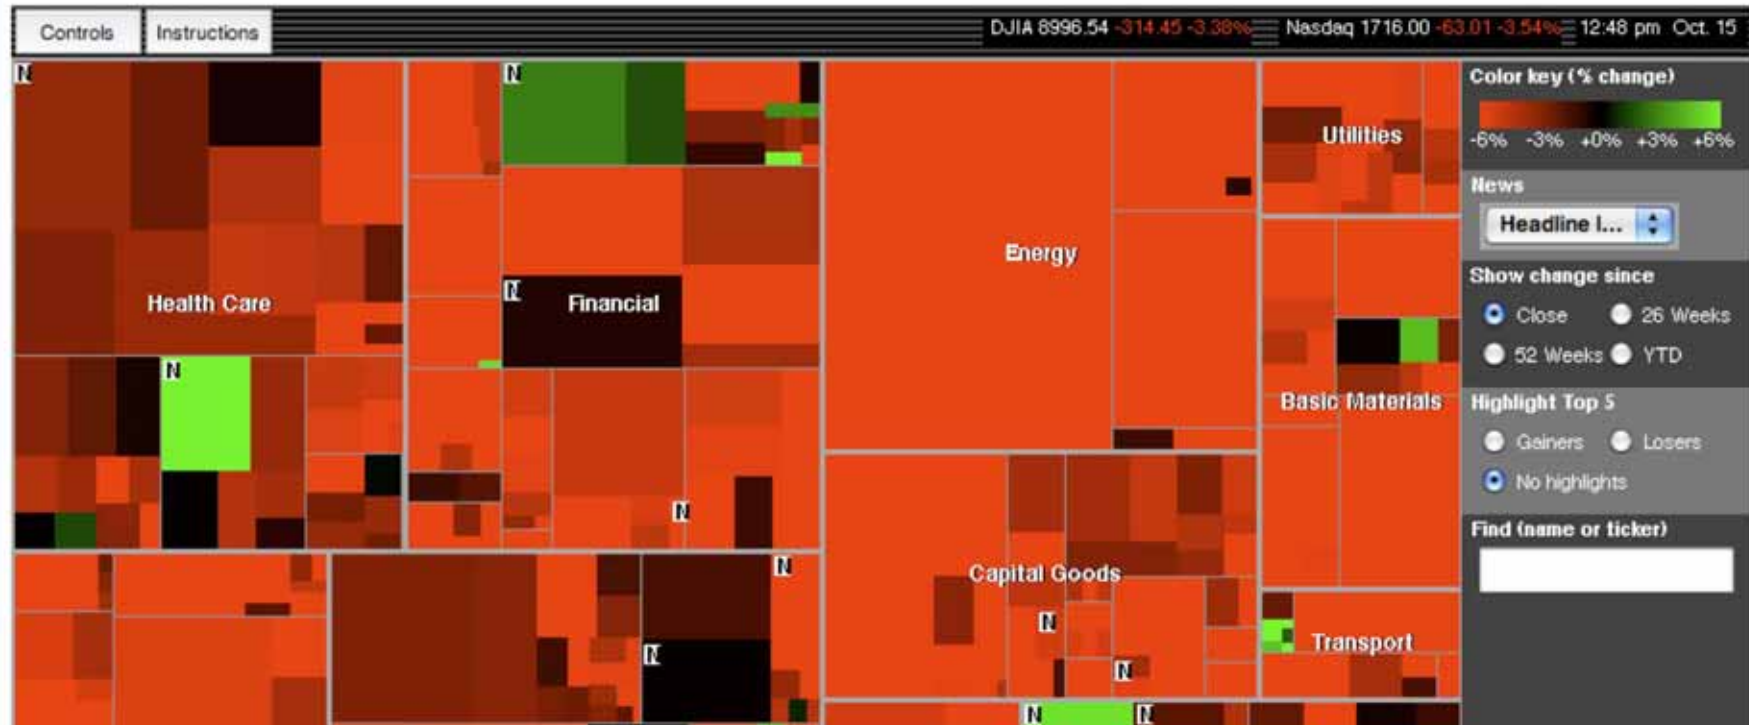 Controls
Instructions
DJIA 8996.54 -314.45 -3.38%
Nasdaq 1716.00 -63.01 -3.54%
12:48 pm Oct. 15
N
N
Health Care
N
N
Financial
N
N
N
Energy
Capital Goods
N
N
N
N
Utilities
Basic Materials
Transport
Color key (% change)
-6% -3% +0% +3% +6%
News
Headline I...
Show change since
Close
26 Weeks
52 Weeks
YTD
Highlight Top 5
Gainers
Losers
No highlights
Find (name or ticker)